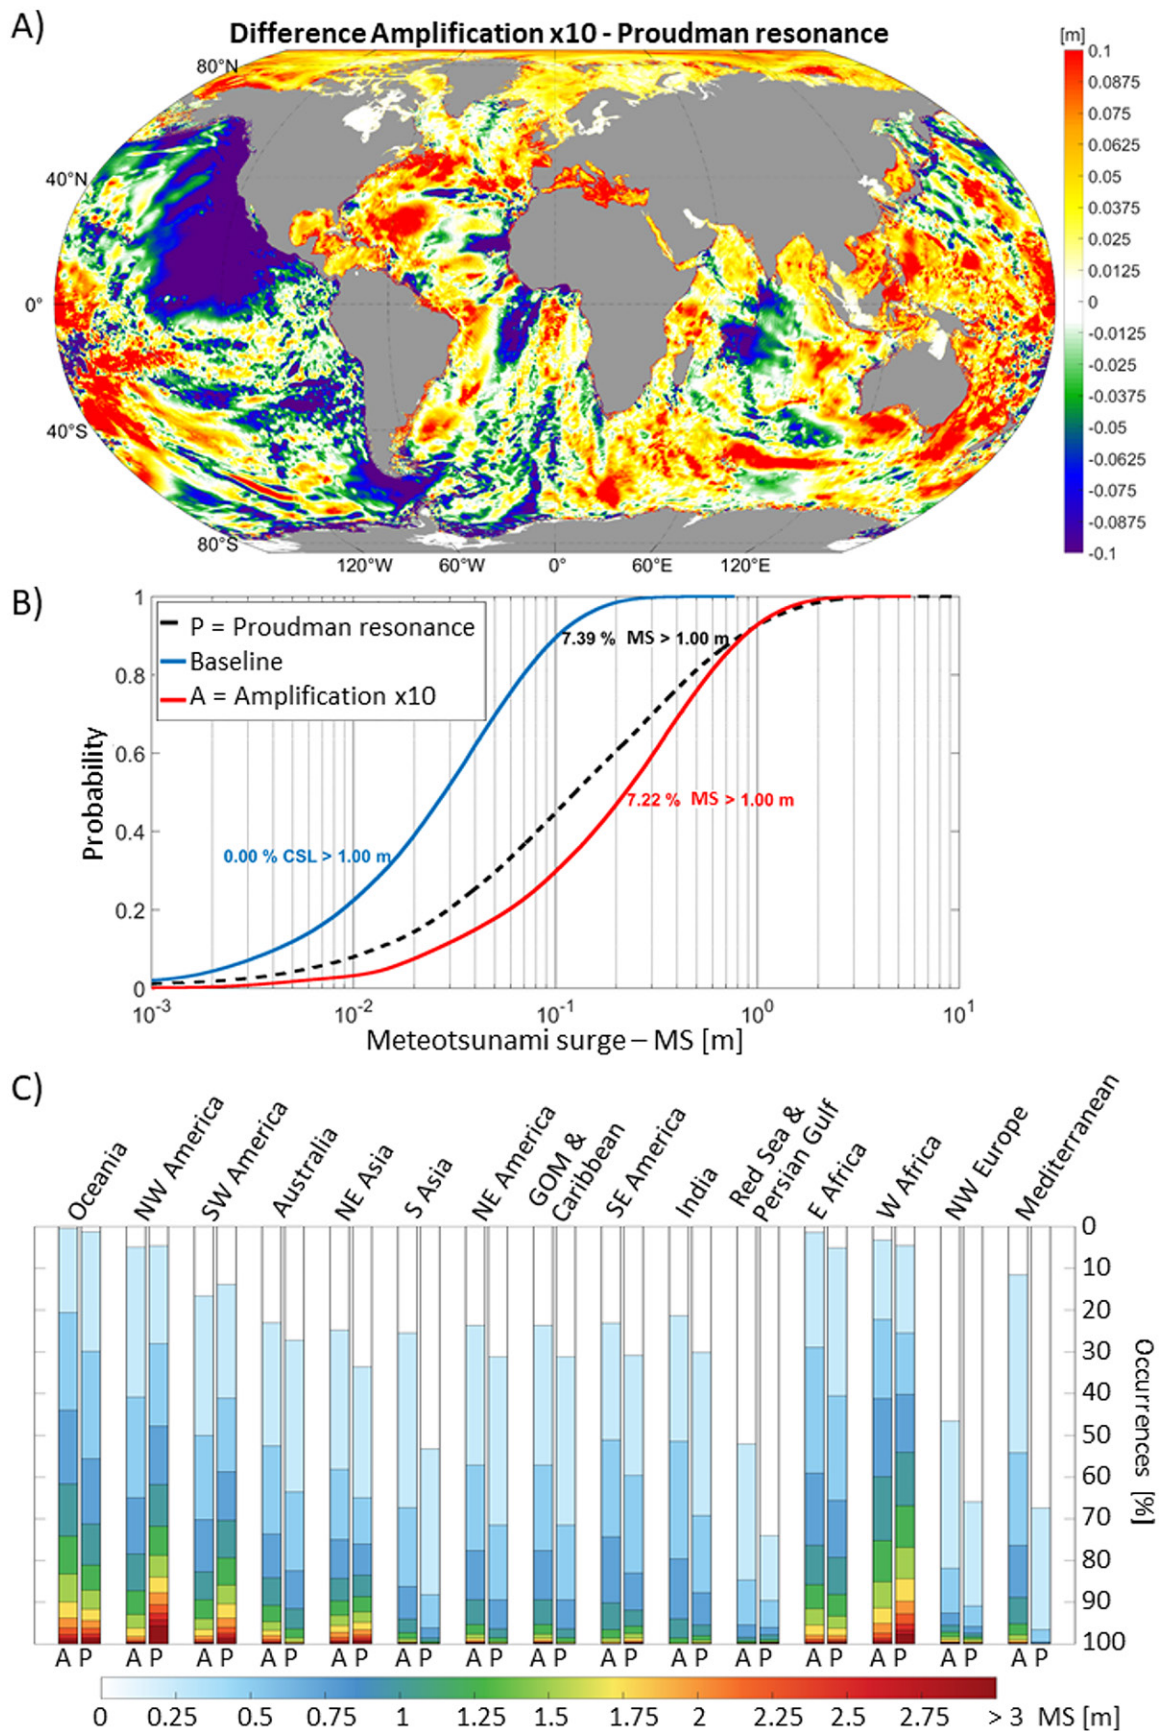 A)
Difference Amplification x10 - Proudman resonance
[m]
80°N
40°N
0°
40°S
80°S
120°W 60°W 0° 60°E 120°E
0.1
0.0875
0.075
0.0625
0.05
0.0375
0.025
0.0125
0
-0.0125
-0.025
-0.0375
-0.05
-0.0625
-0.075
-0.0875
-0.1
B)
P = Proudman resonance
Baseline
A = Amplification x10
7.39 % MS > 1.00 m
7.22 % MS > 1.00 m
0.00 % CSL > 1.00 m
Probability
1
0.8
0.6
0.4
0.2
0
10-3 10-2 10-1 100 101
Meteotsunami surge – MS [m]
C)
Oceania
NW America
SW America
Australia
NE Asia
S Asia
NE America
GOM &
Caribbean
SE America
India
Red Sea &
Persian Gulf
E Africa
W Africa
NW Europe
Mediterranean
0
10
20
30
40
50
60
70
80
90
100
Occurrences [%]
A P A P A P A P A P A P A P A P A P A P A P A P A P A P A P
0 0.25 0.5 0.75 1 1.25 1.5 1.75 2 2.25 2.5 2.75 > 3 MS [m]